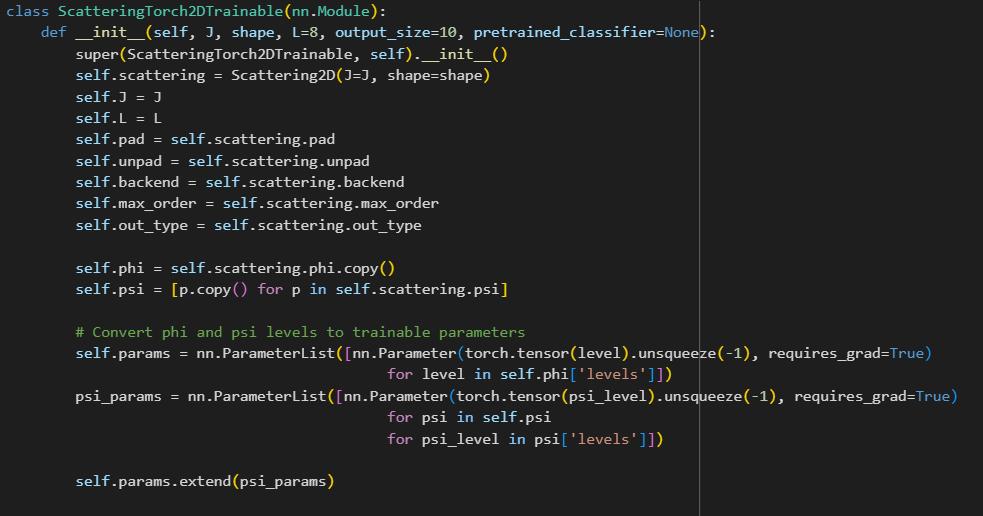 class ScatteringTorch2DTrainable(nn.Module):
    def __init__(self, J, shape, L=8, output_size=10, pretrained_classifier=None):
        super(ScatteringTorch2DTrainable, self).__init__()
        self.scattering = Scattering2D(J=J, shape=shape)
        self.J = J
        self.L = L
        self.pad = self.scattering.pad
        self.unpad = self.scattering.unpad
        self.backend = self.scattering.backend
        self.max_order = self.scattering.max_order
        self.out_type = self.scattering.out_type

        self.phi = self.scattering.phi.copy()
        self.psi = [p.copy() for p in self.scattering.psi]

        # Convert phi and psi levels to trainable parameters
        self.params = nn.ParameterList([nn.Parameter(torch.tensor(level).unsqueeze(-1), requires_grad=True)
                                            for level in self.phi['levels']])
        psi_params = nn.ParameterList([nn.Parameter(torch.tensor(psi_level).unsqueeze(-1), requires_grad=True)
                                            for psi in self.psi
                                            for psi_level in psi['levels']])

        self.params.extend(psi_params)